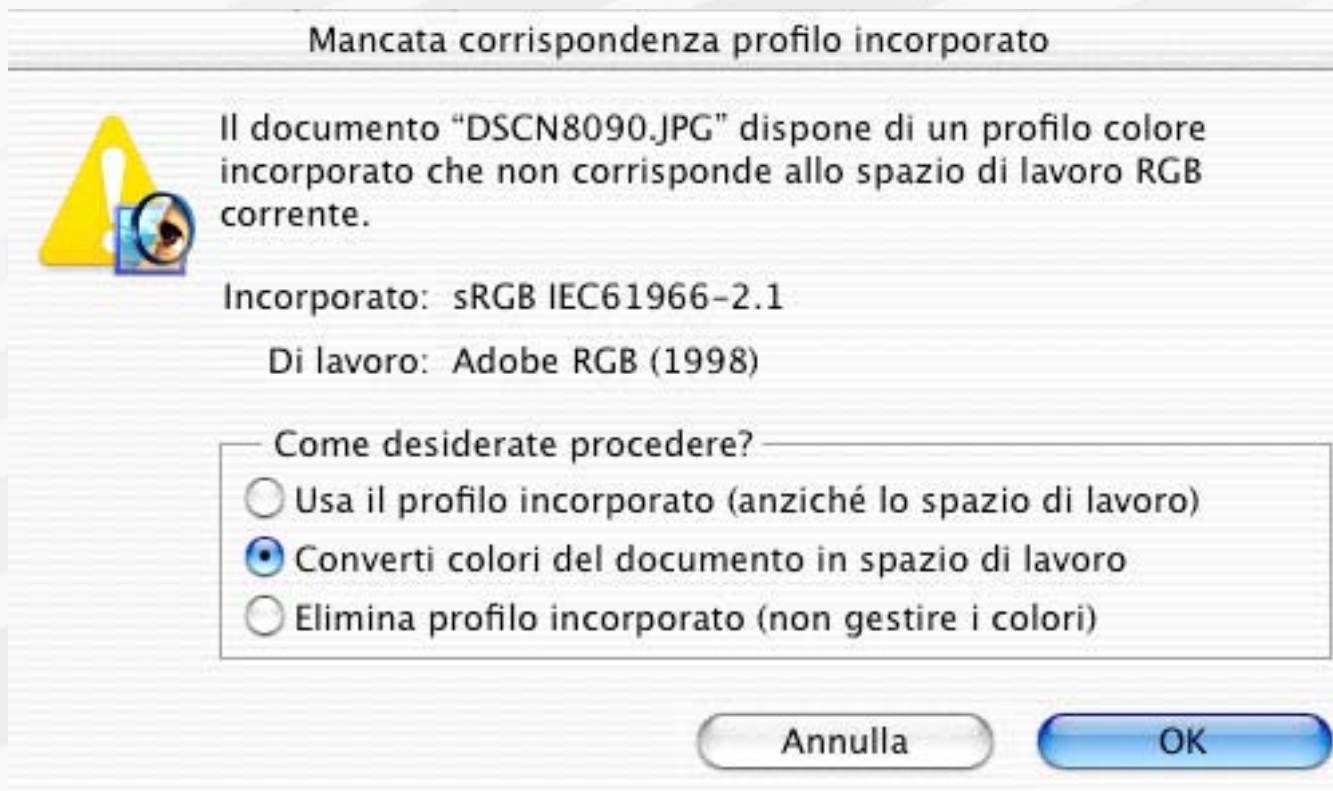 Mancata corrispondenza profilo incorporato
Il documento “DSCN8090.JPG” dispone di un profilo colore
incorporato che non corrisponde allo spazio di lavoro RGB
corrente.
Incorporato: sRGB IEC61966-2.1
Di lavoro: Adobe RGB (1998)
Come desiderate procedere?
Usa il profilo incorporato (anziché lo spazio di lavoro)
Converti colori del documento in spazio di lavoro
Elimina profilo incorporato (non gestire i colori)
Annulla OK